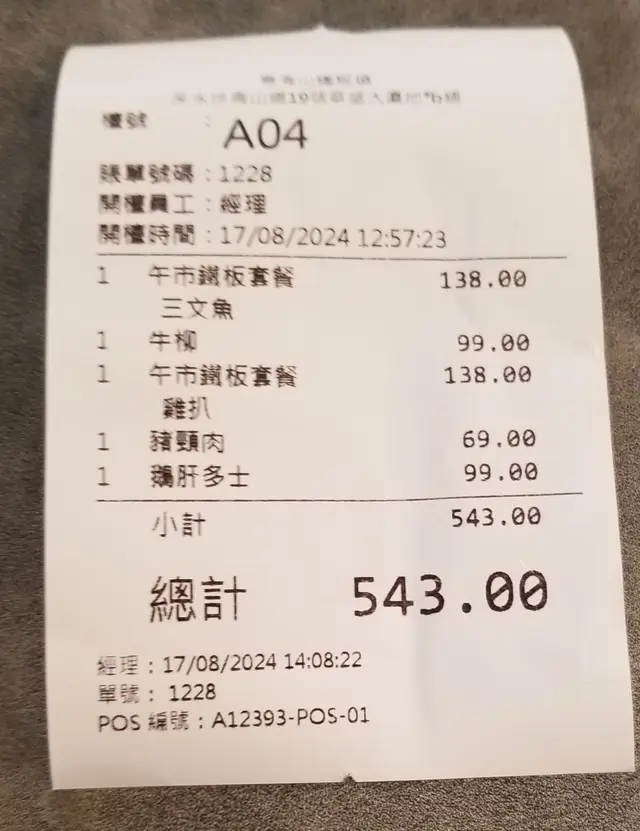 檯號 : A04
賬單號碼 : 1228
開檯員工 : 經理
開檯時間 : 17/08/2024 12:57:23
1 午市鐵板套餐 138.00
三文魚
1 牛柳 99.00
1 午市鐵板套餐 138.00
雞扒
1 豬頸肉 69.00
1 鵝肝多士 99.00
小計 543.00
總計 543.00
經理 : 17/08/2024 14:08:22
單號 : 1228
POS 編號 : A12393-POS-01